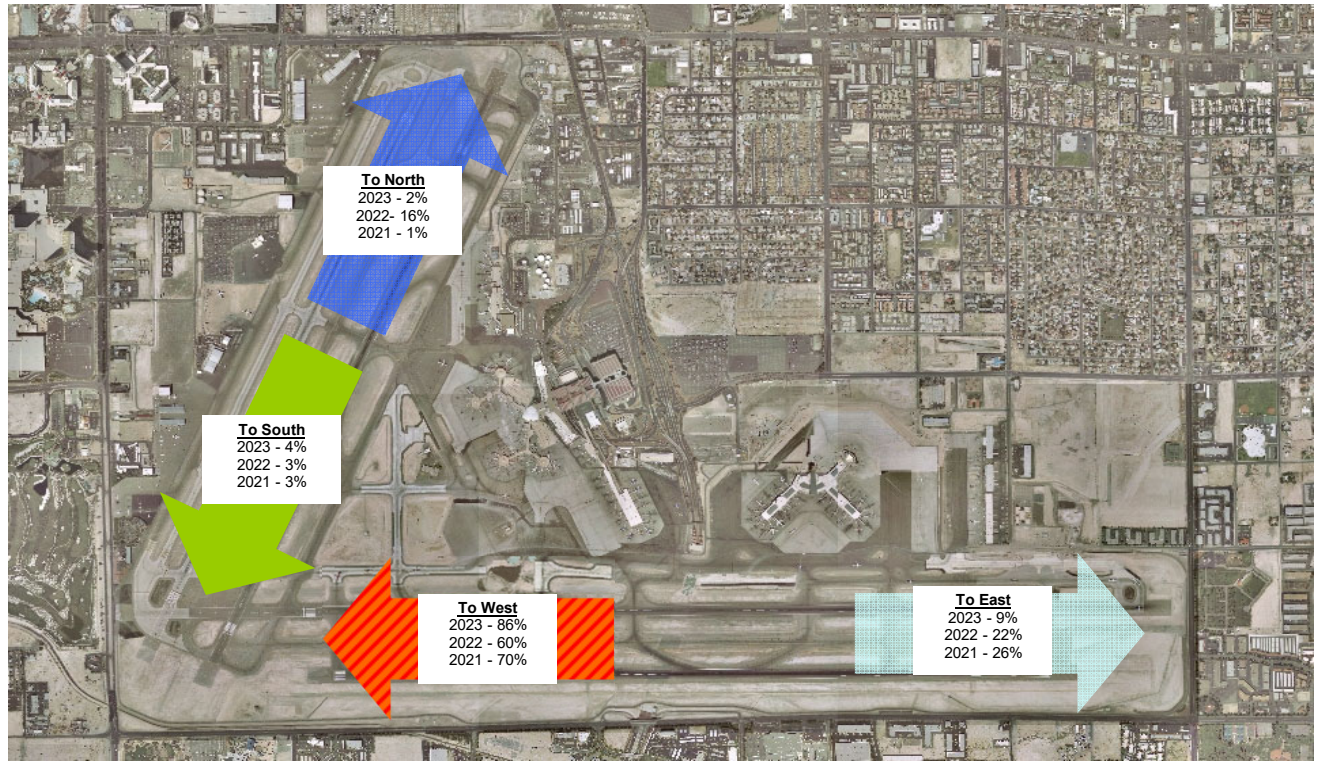 To North
2023 - 2%
2022- 16%
2021 - 1%
To South
2023 - 4%
2022 - 3%
2021 - 3%
To West
2023 - 86%
2022 - 60%
2021 - 70%
To East
2023 - 9%
2022 - 22%
2021 - 26%